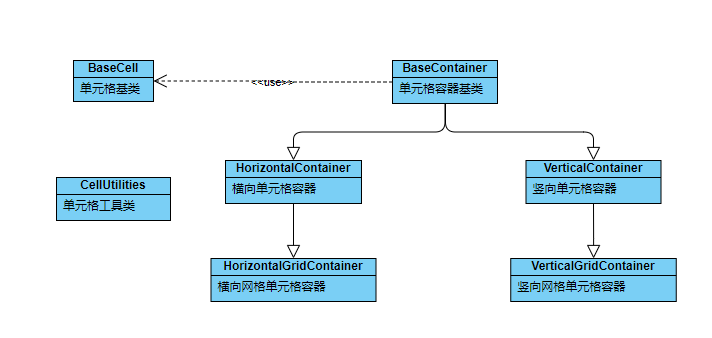 BaseCell
单元格基类
<<use>>
BaseContainer
单元格容器基类
HorizontalContainer
横向单元格容器
VerticalContainer
竖向单元格容器
CellUtilities
单元格工具类
HorizontalGridContainer
横向网格单元格容器
VerticalGridContainer
竖向网格单元格容器